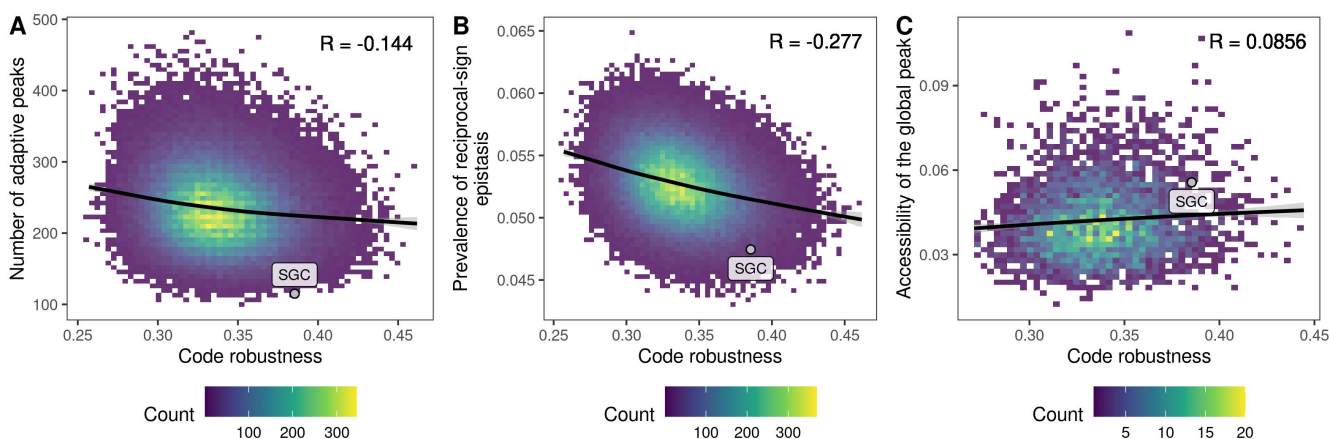 A
R = -0.144
Number of adaptive peaks
500
400
300
200
100
SGC
0.25
0.30
0.35
0.40
0.45
Code robustness
Count
100
200
300
B
R = -0.277
Prevalence of reciprocal-sign
epistasis
0.065
0.060
0.055
0.050
0.045
SGC
0.25
0.30
0.35
0.40
0.45
Code robustness
Count
100
200
300
C
R = 0.0856
Accessibility of the global peak
0.09
0.06
0.03
SGC
0.30
0.35
0.40
0.45
Code robustness
Count
5
10
15
20